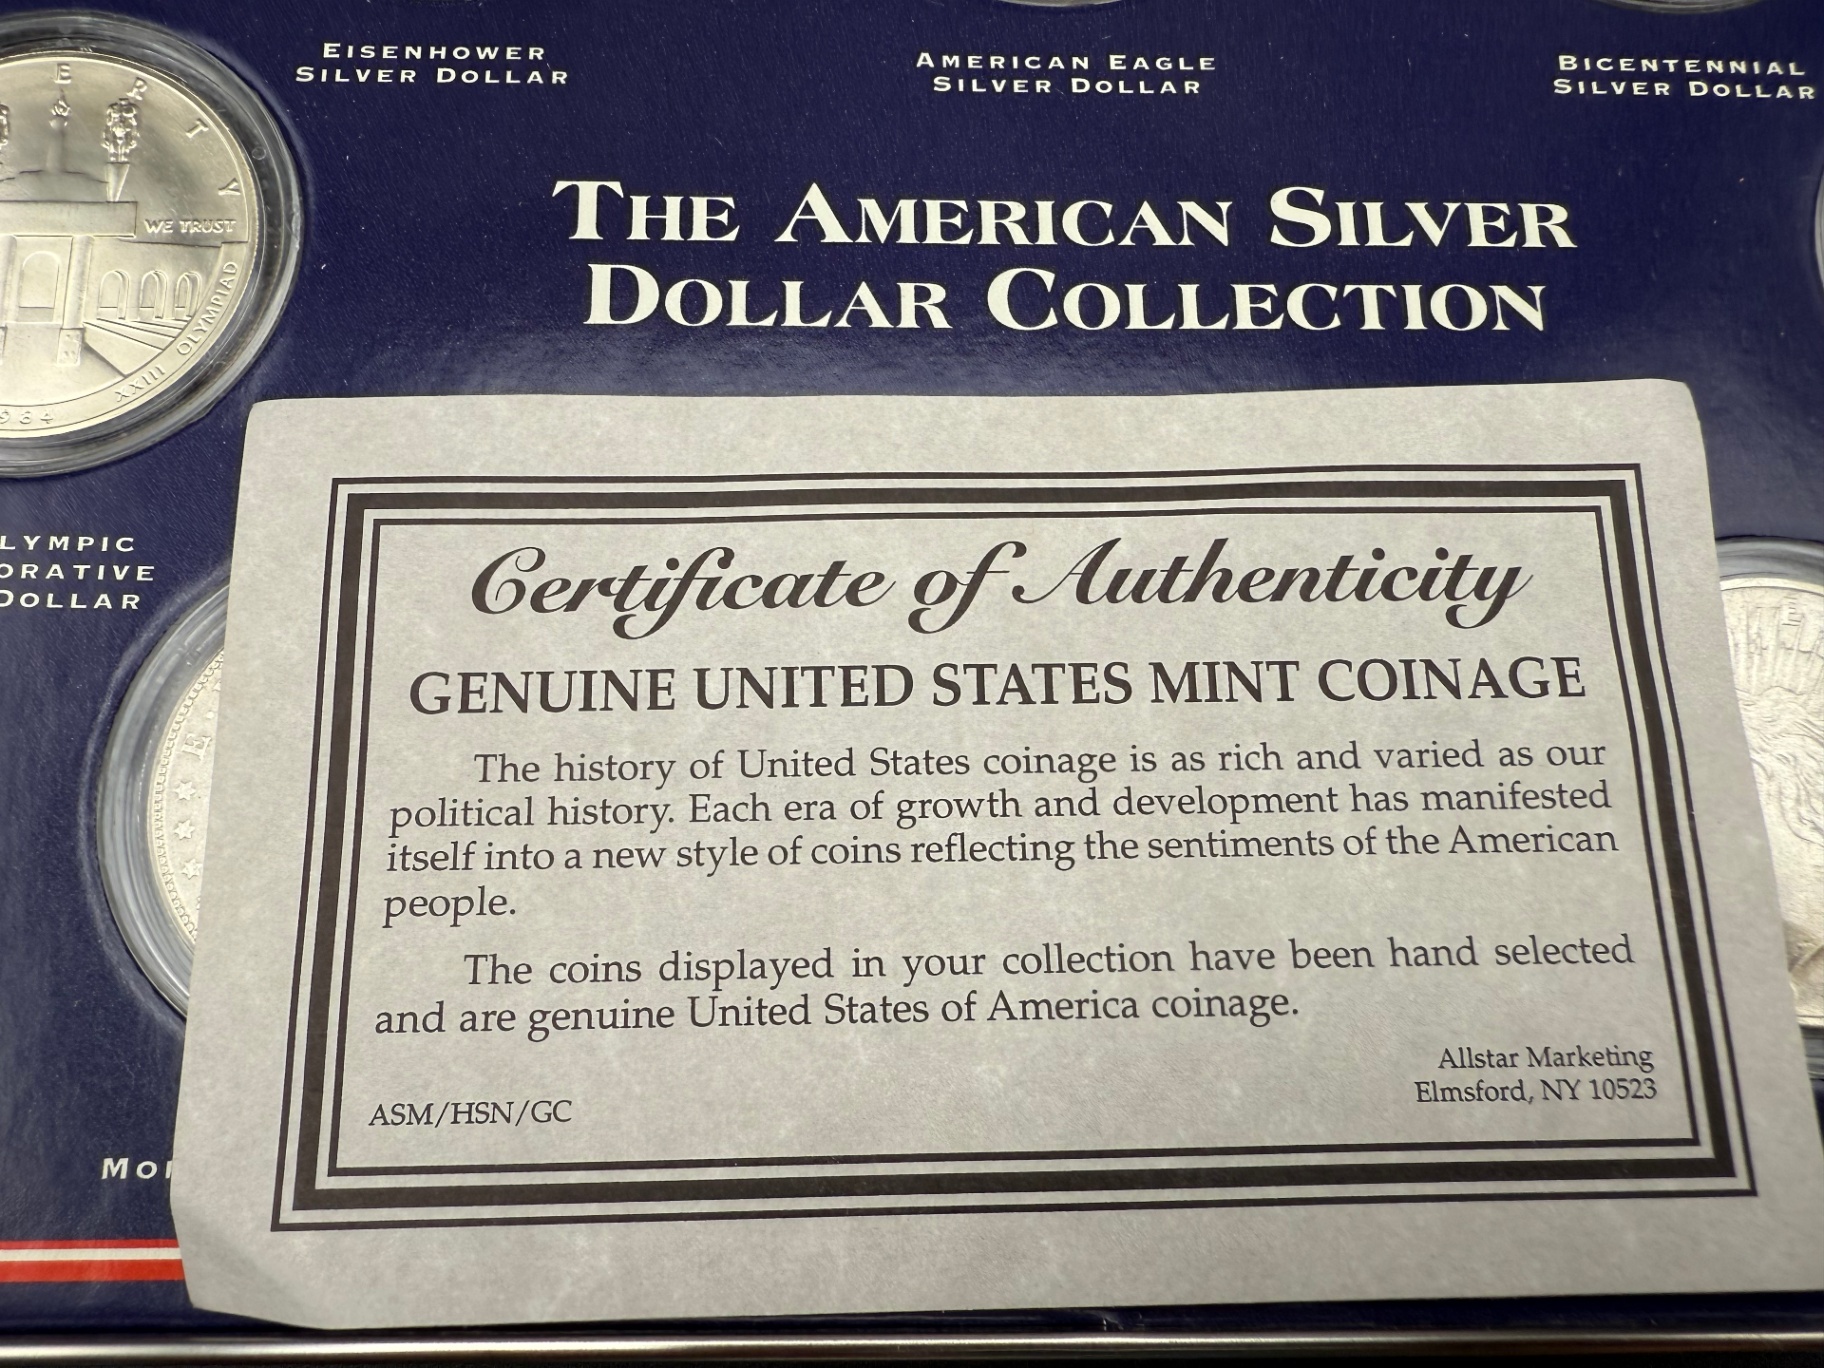 EISENHOWER
SILVER DOLLAR
AMERICAN EAGLE
SILVER DOLLAR
BICENTENNIAL
SILVER DOLLAR
E R T Y
WE TRUST
XXIII OLYMPIAD
984
THE AMERICAN SILVER
DOLLAR COLLECTION
LYMPIC
ORATIVE
DOLLAR
E
Certificate of Authenticity
GENUINE UNITED STATES MINT COINAGE
The history of United States coinage is as rich and varied as our
political history. Each era of growth and development has manifested
itself into a new style of coins reflecting the sentiments of the American
people.
The coins displayed in your collection have been hand selected
and are genuine United States of America coinage.
Allstar Marketing
Elmsford, NY 10523
ASM/HSN/GC
MO